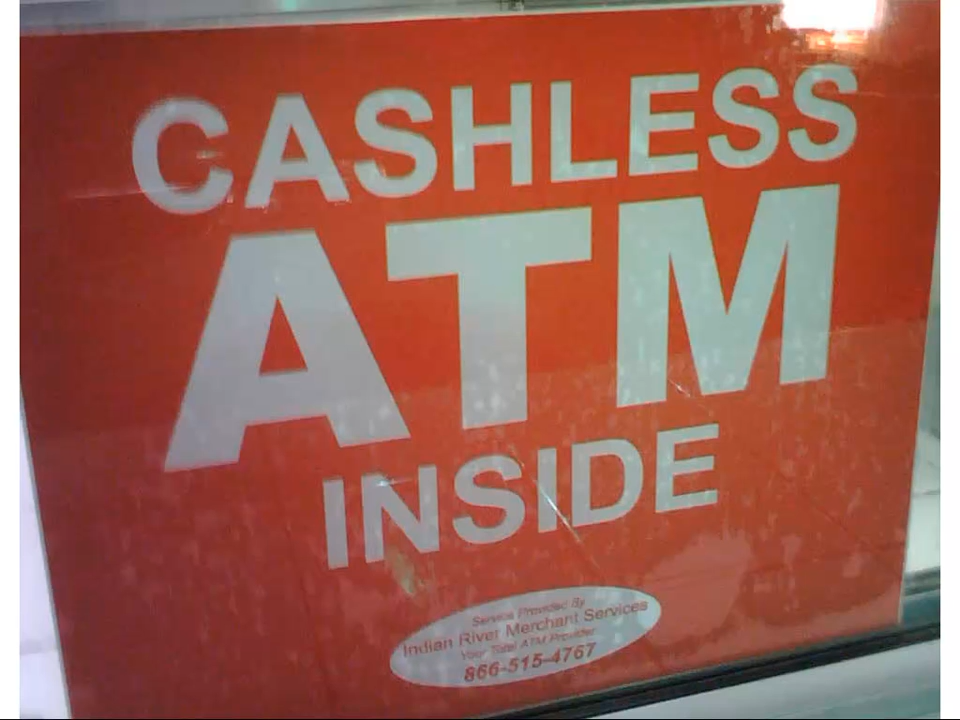 CASHLESS
ATM
INSIDE
Service Provided By
Indian River Merchant Services
Your Total ATM Provider
866-515-4767